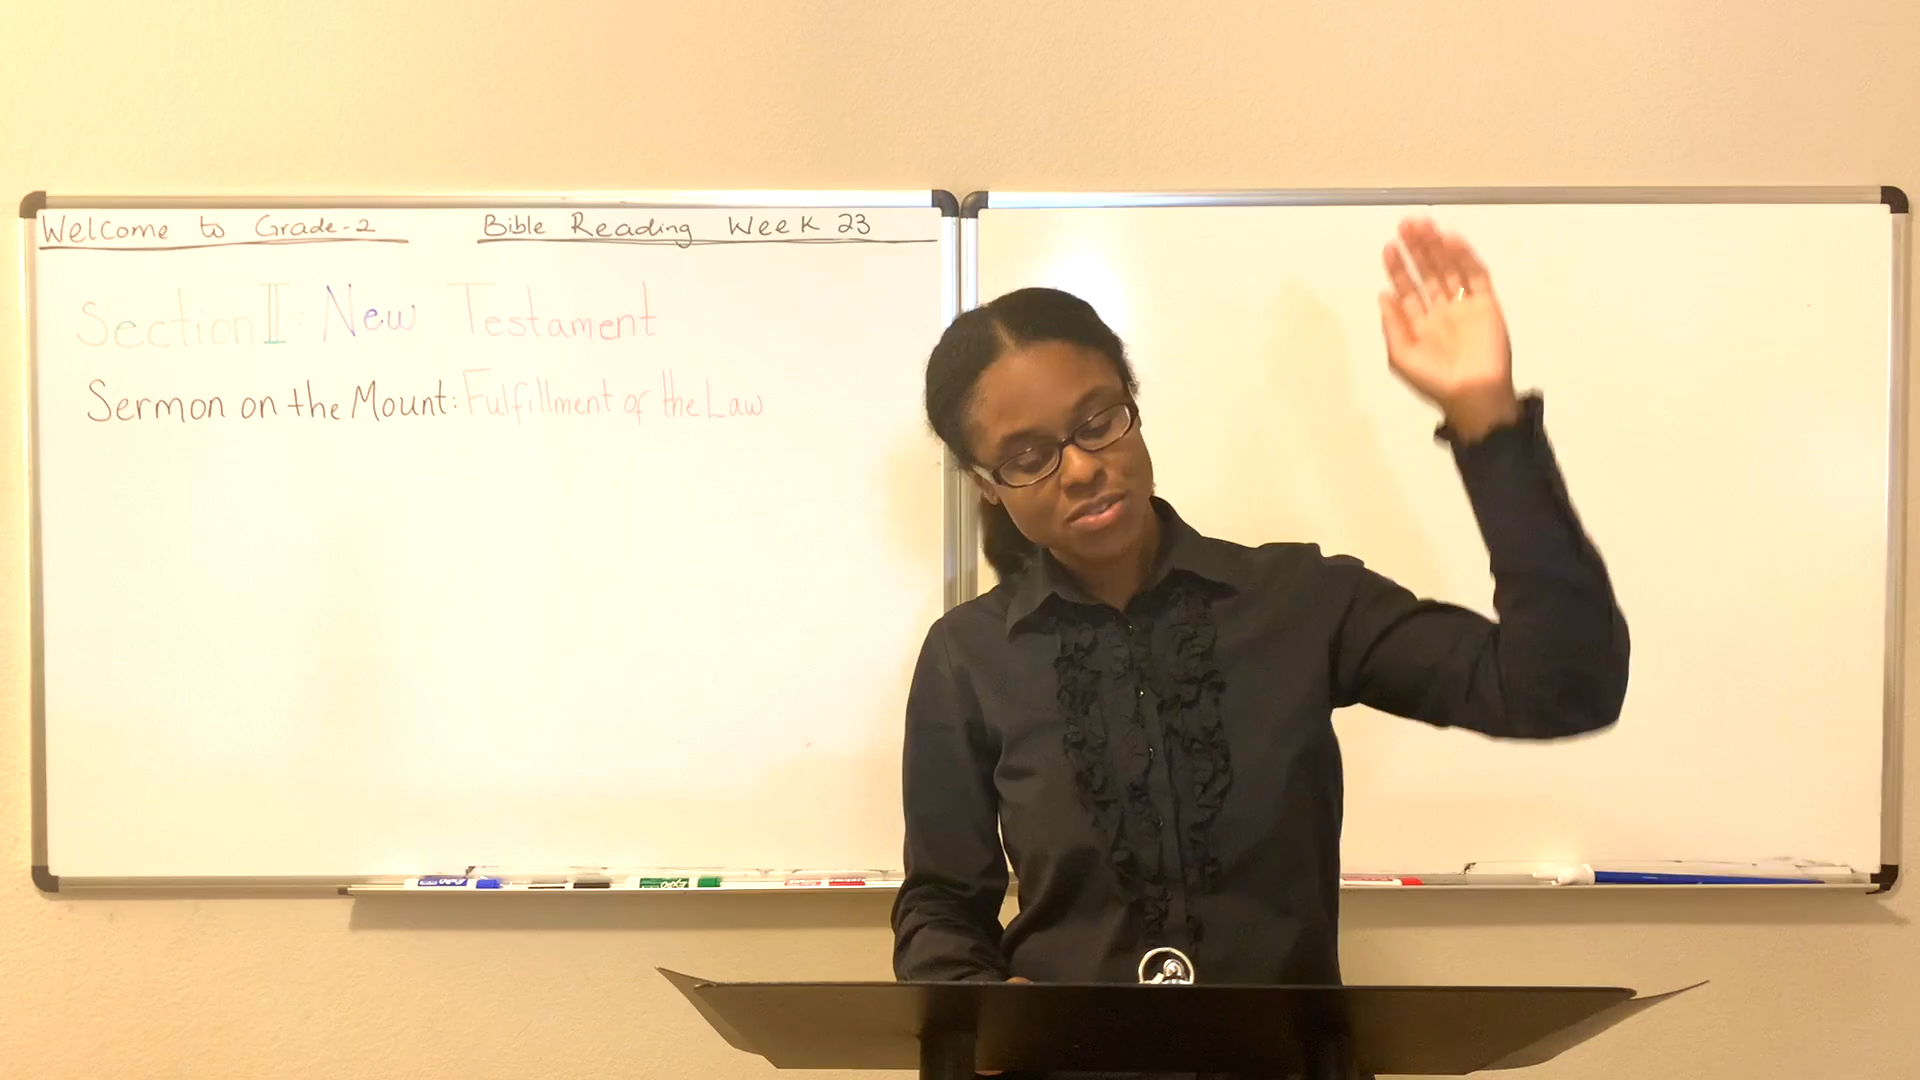 Welcome to Grade-2 Bible Reading Week 23
Section II: New Testament
Sermon on the Mount: Fulfillment of the Law
EXPO